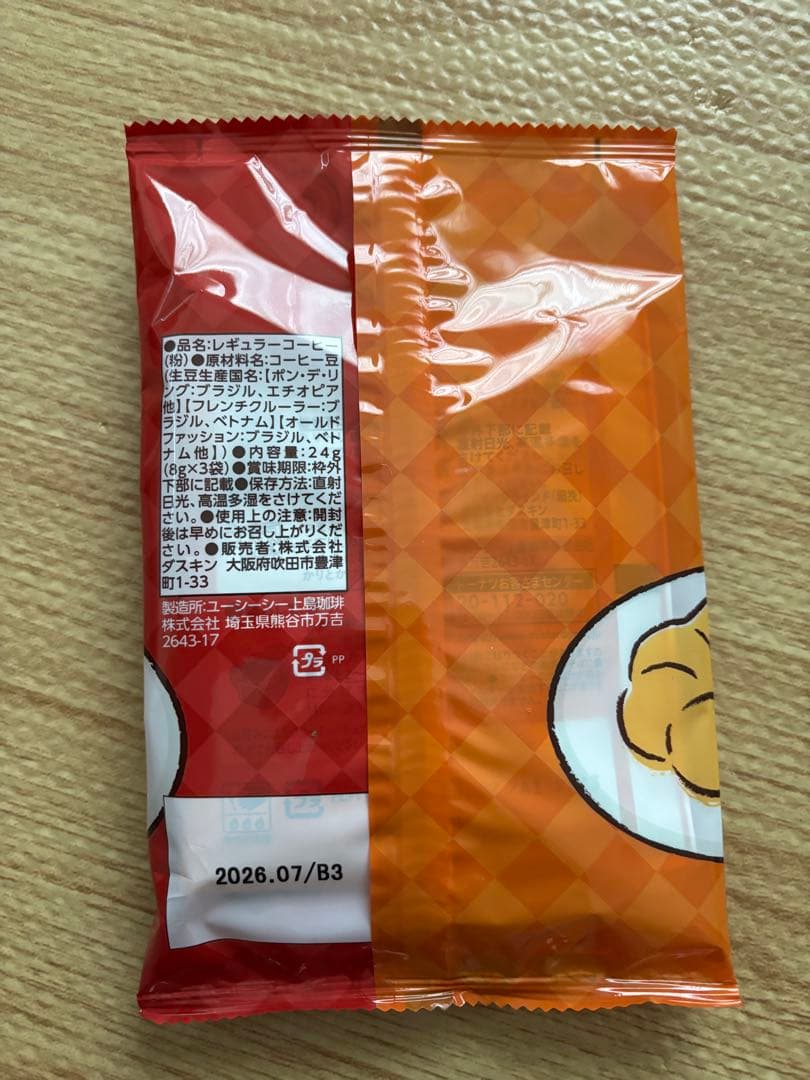 ●品名:レギュラーコーヒー
(粉)●原材料名:コーヒー豆
(生豆生産国名:【ポン・デ・リ
ング:ブラジル、エチオピア
他】【フレンチクルーラー:ブ
ラジル、ベトナム】【オールド
ファッション:ブラジル、ベト
ナム他】)●内容量:24g
(8g×3袋)●賞味期限:枠外
下部に記載●保存方法:直射
日光、高温多湿をさけてくだ
さい。●使用上の注意:開封
後は早めにお召し上がりくだ
さい。●販売者:株式会社
ダスキン 大阪府吹田市豊津
町1-33
製造所:ユーシーシー上島珈琲
株式会社 埼玉県熊谷市万吉
2643-17
プラ PP
2026.07/B3